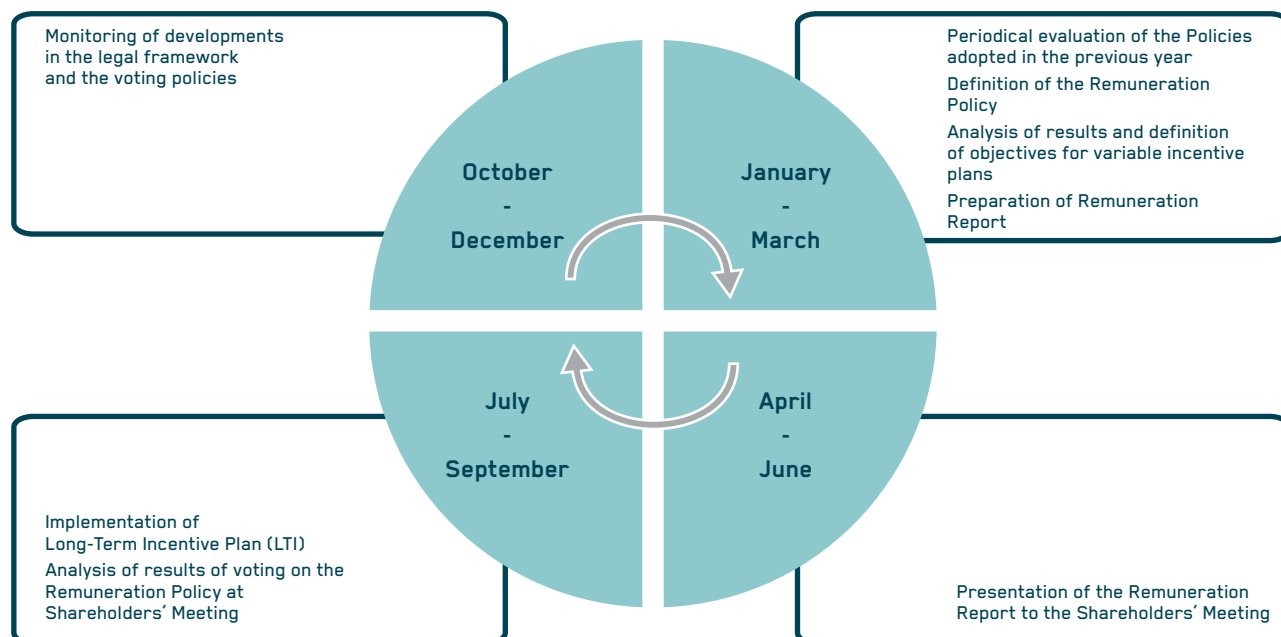 Monitoring of developments
in the legal framework
and the voting policies
Periodical evaluation of the Policies
adopted in the previous year
Definition of the Remuneration
Policy
Analysis of results and definition
of objectives for variable incentive
plans
Preparation of Remuneration
Report
October
-
December
January
-
March
July
-
September
April
-
June
Implementation of
Long-Term Incentive Plan (LTI)
Analysis of results of voting on the
Remuneration Policy at
Shareholders' Meeting
Presentation of the Remuneration
Report to the Shareholders' Meeting